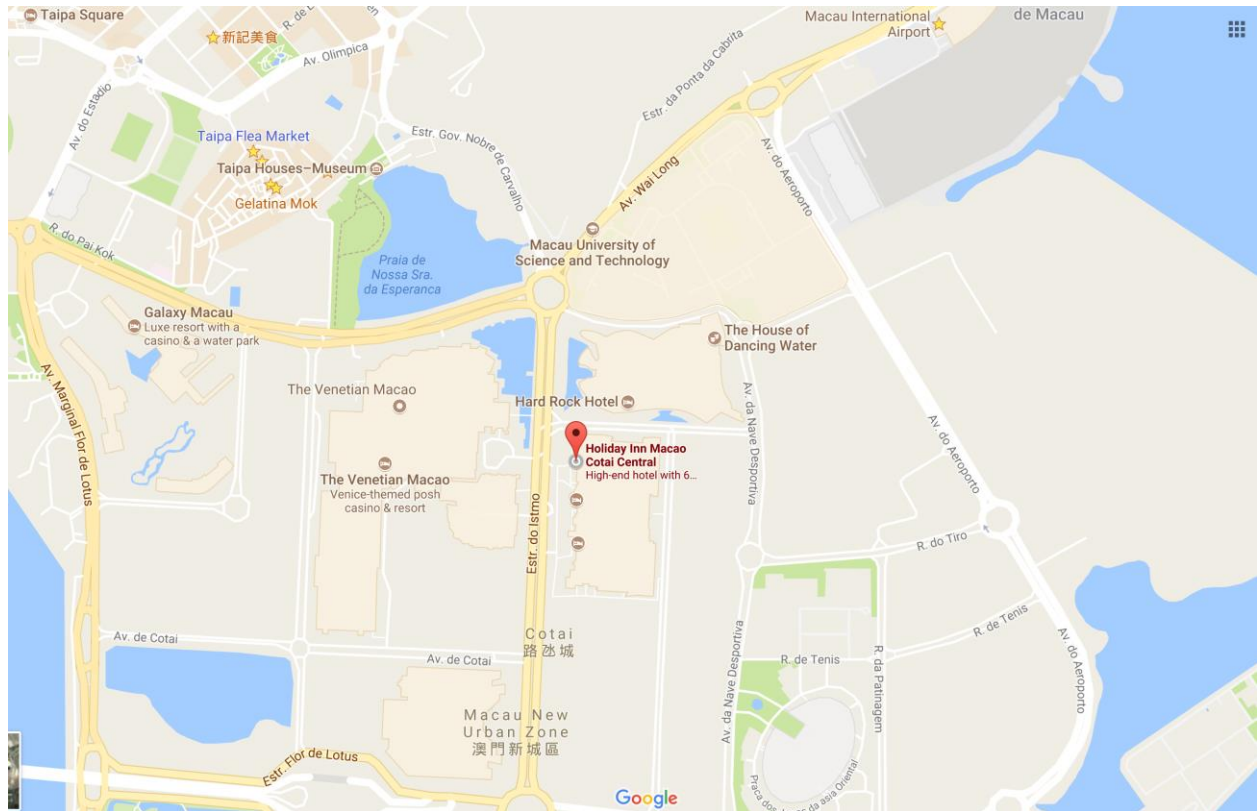 Taipa Square
新記美食
Av. Olimpica
Macau International
Airport
de Macau
Av. do Estadio
Estr. da Ponta da Cabrita
Taipa Flea Market
Taipa Houses–Museum
Gelatina Mok
Estr. Gov. Nobre de Carvalho
Av. Wai Long
Av. do Aeroporto
R. do Pai Kok
Macau University of
Science and Technology
Praia de
Nossa Sra.
da Esperanca
Galaxy Macau
Luxe resort with a
casino & a water park
The House of
Dancing Water
Av. Marginal Flor de Lotus
The Venetian Macao
Hard Rock Hotel
Av. da Nave Desportiva
Av. do Aeroporto
Holiday Inn Macao
Cotai Central
High-end hotel with 6...
The Venetian Macao
Venice-themed posh
casino & resort
Estr. do Istmo
R. do Tiro
Av. de Cotai
Cotai
路氹城
Av. de Cotai
R. de Tenis
R. de Tenis
Av. da Nave Desportiva
R. da Patinagem
Av. do Aeroporto
Macau New
Urban Zone
澳門新城區
Estr. Flor de Lotus
Google